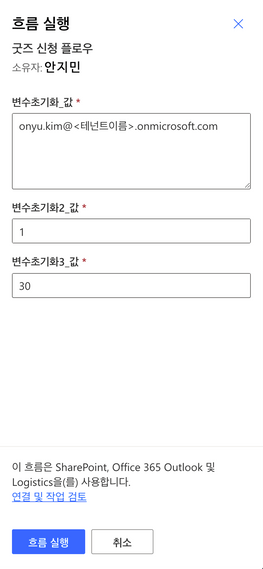 흐름 실행
굿즈 신청 플로우
소유자: 안지민
변수초기화_값 *
onyu.kim@<테넌트이름>.onmicrosoft.com
변수초기화2_값 *
1
변수초기화3_값 *
30
이 흐름은 SharePoint, Office 365 Outlook 및
Logistics을(를) 사용합니다.
연결 및 작업 검토
흐름 실행 취소